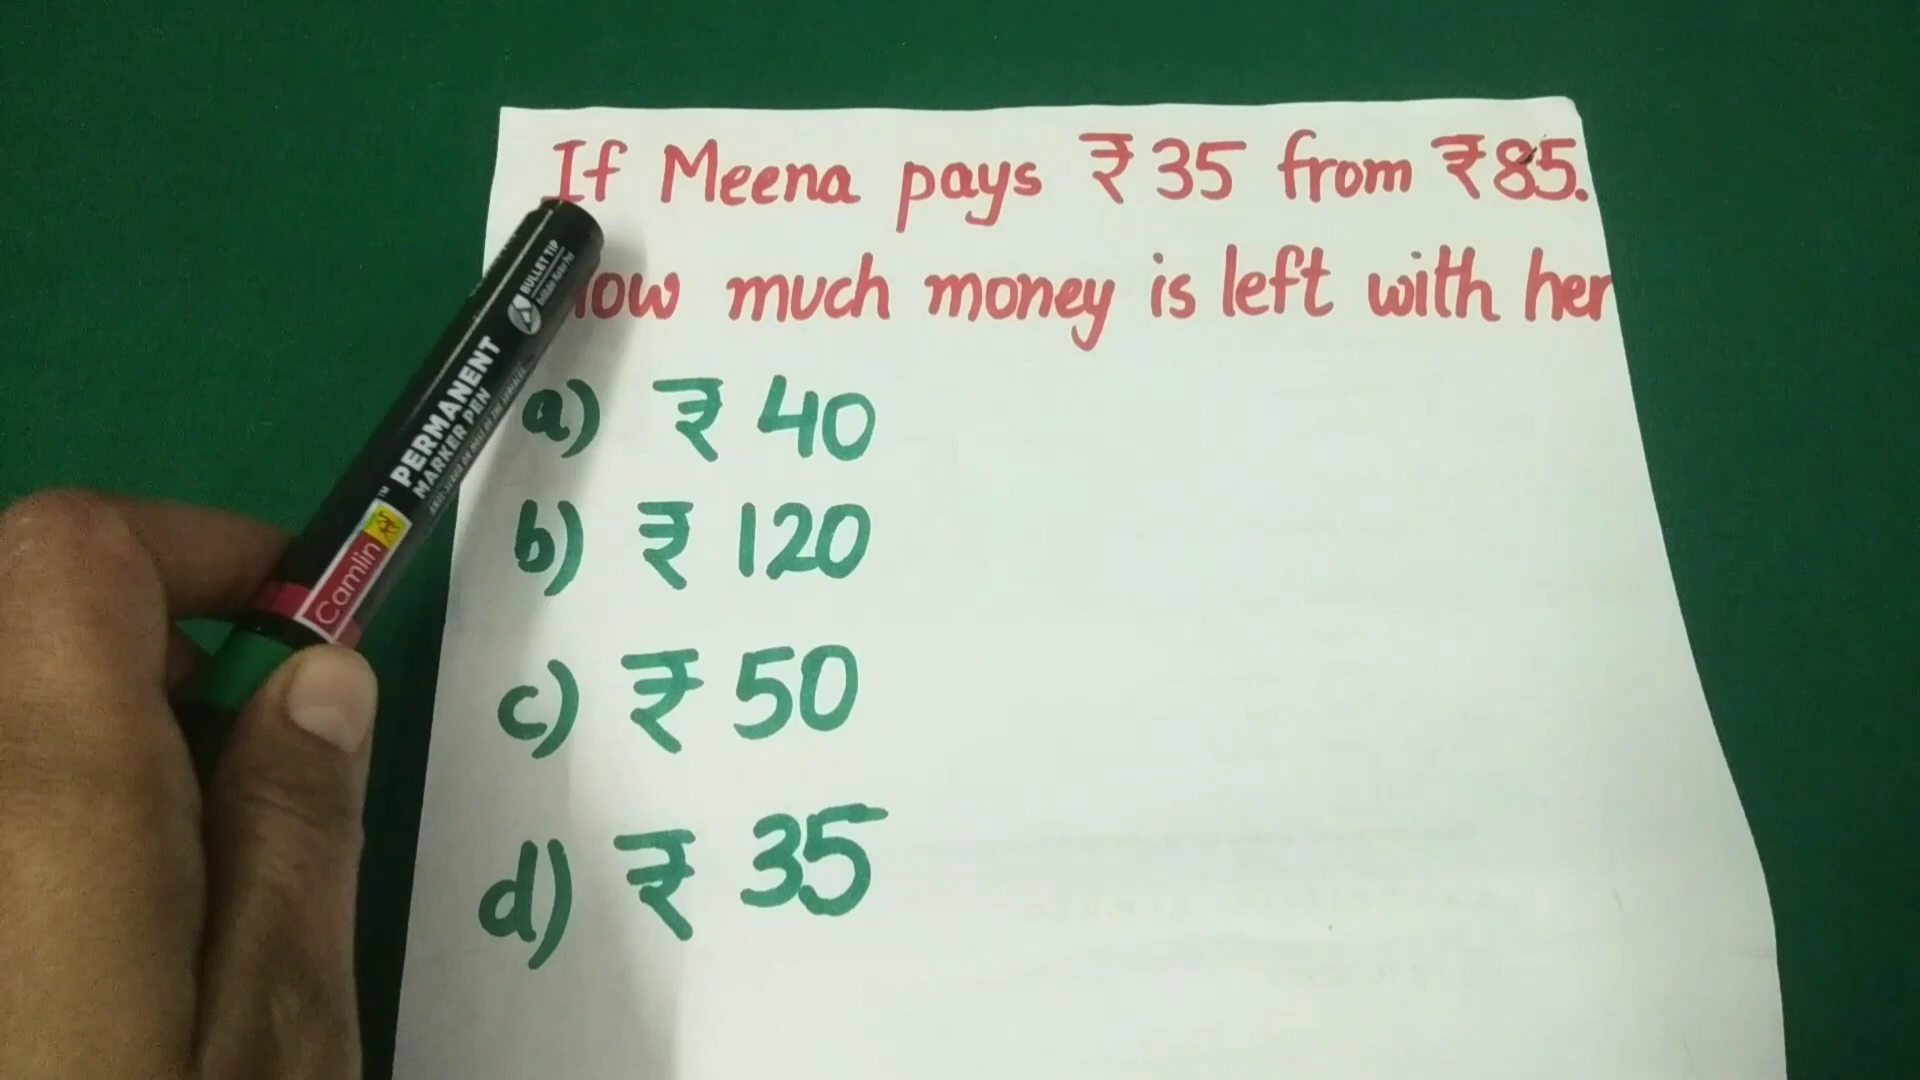 If Meena pays ₹35 from ₹85.
much money is left with her
a) ₹ 40
b) ₹ 120
c) ₹ 50
d) ₹ 35
BULLET TIP
PERMANENT
MARKER PEN
Camlin